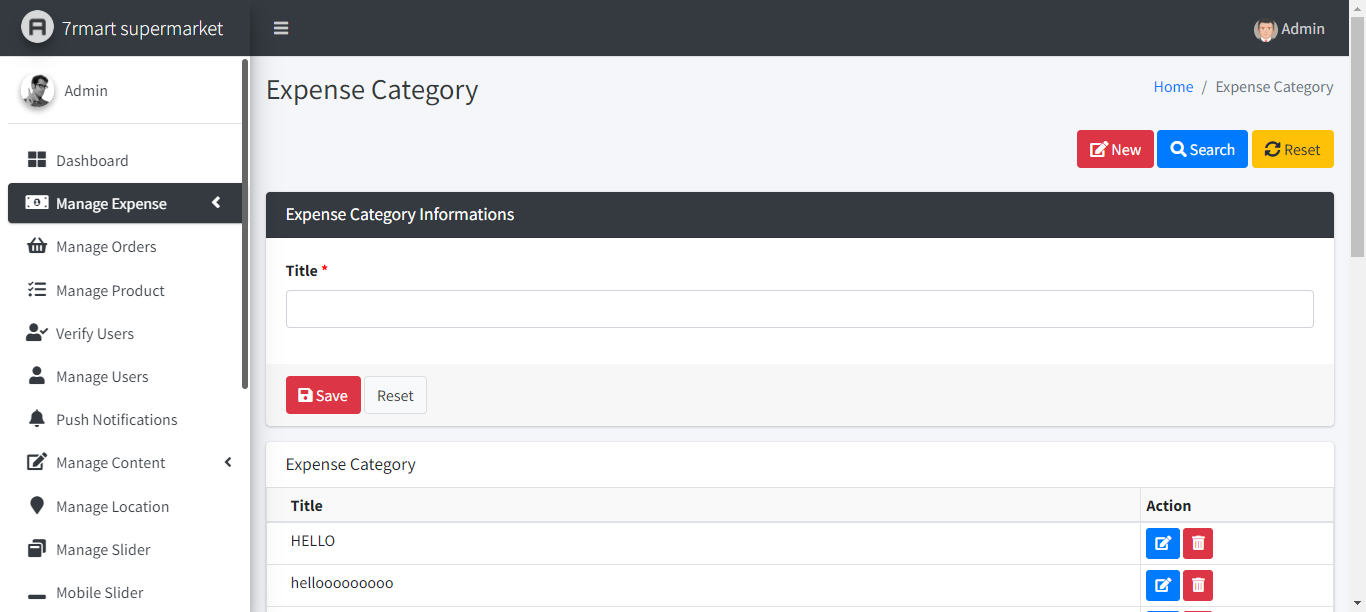 7rmart supermarket
Admin
Admin
Dashboard
Manage Expense
Manage Orders
Manage Product
Verify Users
Manage Users
Push Notifications
Manage Content
Manage Location
Manage Slider
Mobile Slider
Expense Category
Home / Expense Category
New Search Reset
Expense Category Informations
Title *
Save Reset
Expense Category
Title Action
HELLO
hellooooooooo